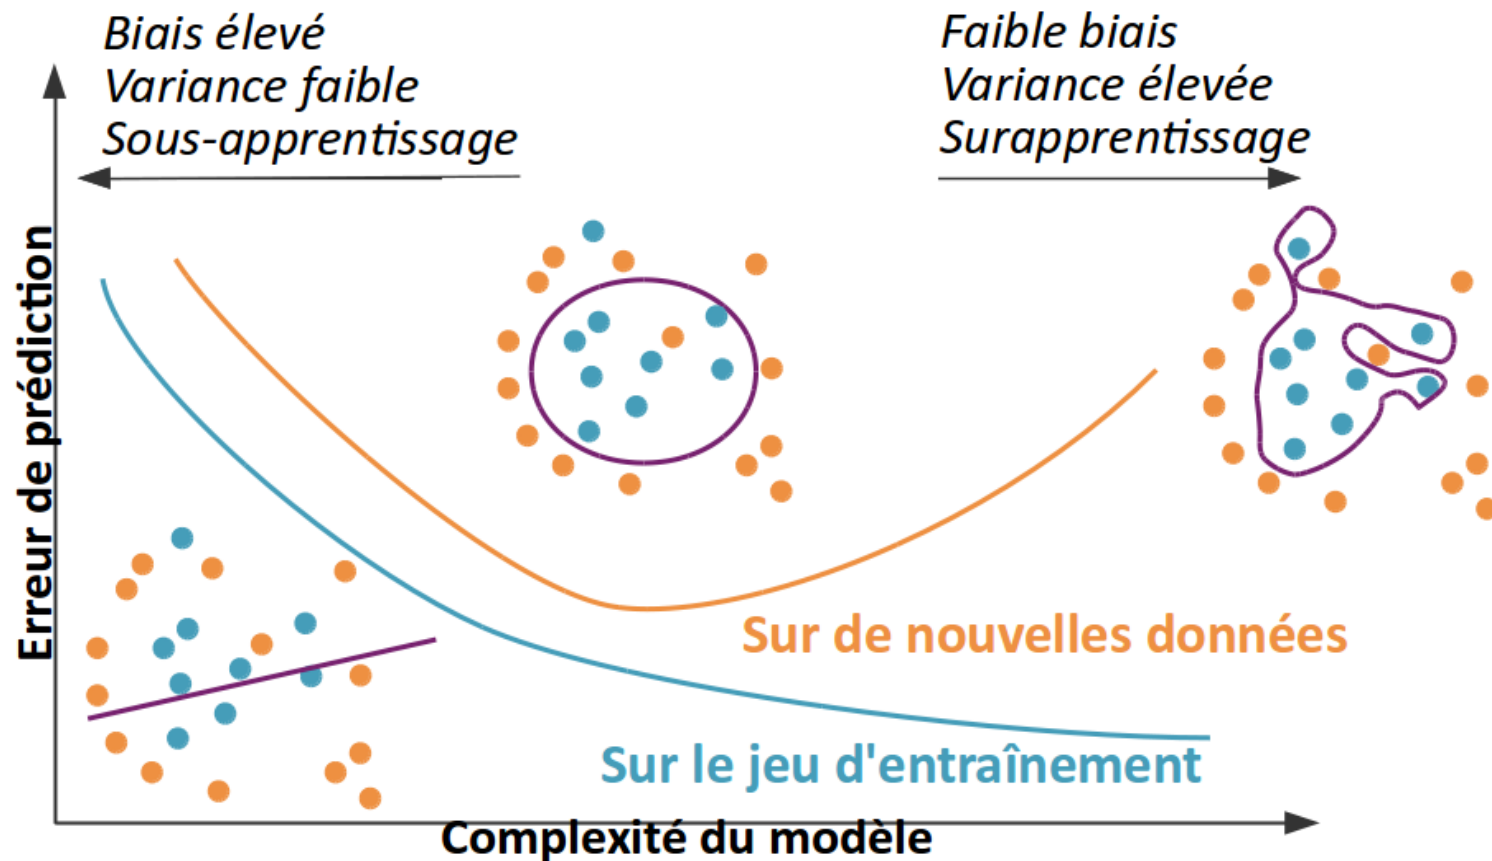 Biais élevé
Variance faible
Sous-apprentissage
Faible biais
Variance élevée
Surapprentissage
Erreur de prédiction
Sur de nouvelles données
Sur le jeu d'entraînement
Complexité du modèle